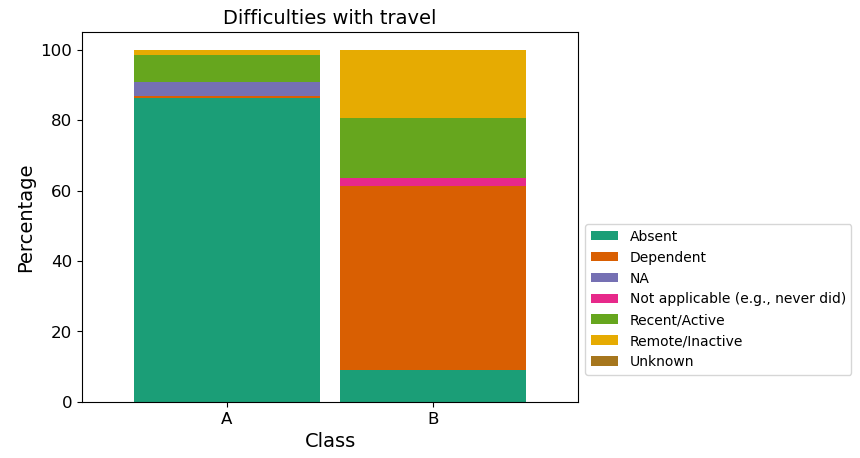 Difficulties with travel
Percentage
100
80
60
40
20
0
A
B
Class
Absent
Dependent
NA
Not applicable (e.g., never did)
Recent/Active
Remote/Inactive
Unknown